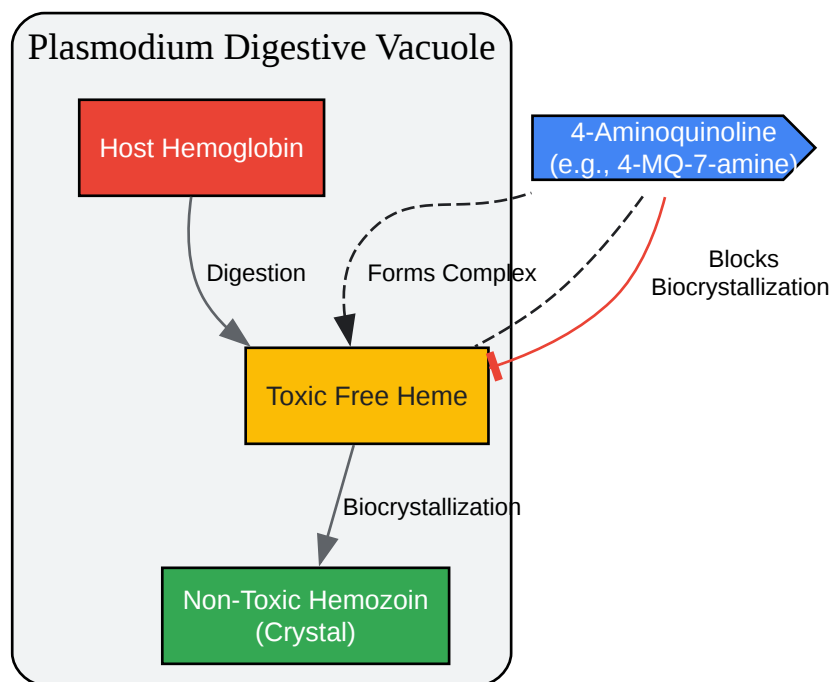 Plasmodium Digestive Vacuole
Host Hemoglobin
4-Aminoquinoline
(e.g., 4-MQ-7-amine)
Digestion
Forms Complex
Blocks
Biocrystallization
Toxic Free Heme
Biocrystallization
Non-Toxic Hemozoin
(Crystal)